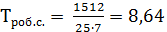 Tроб.с. = 1512/25·7 = 8,64